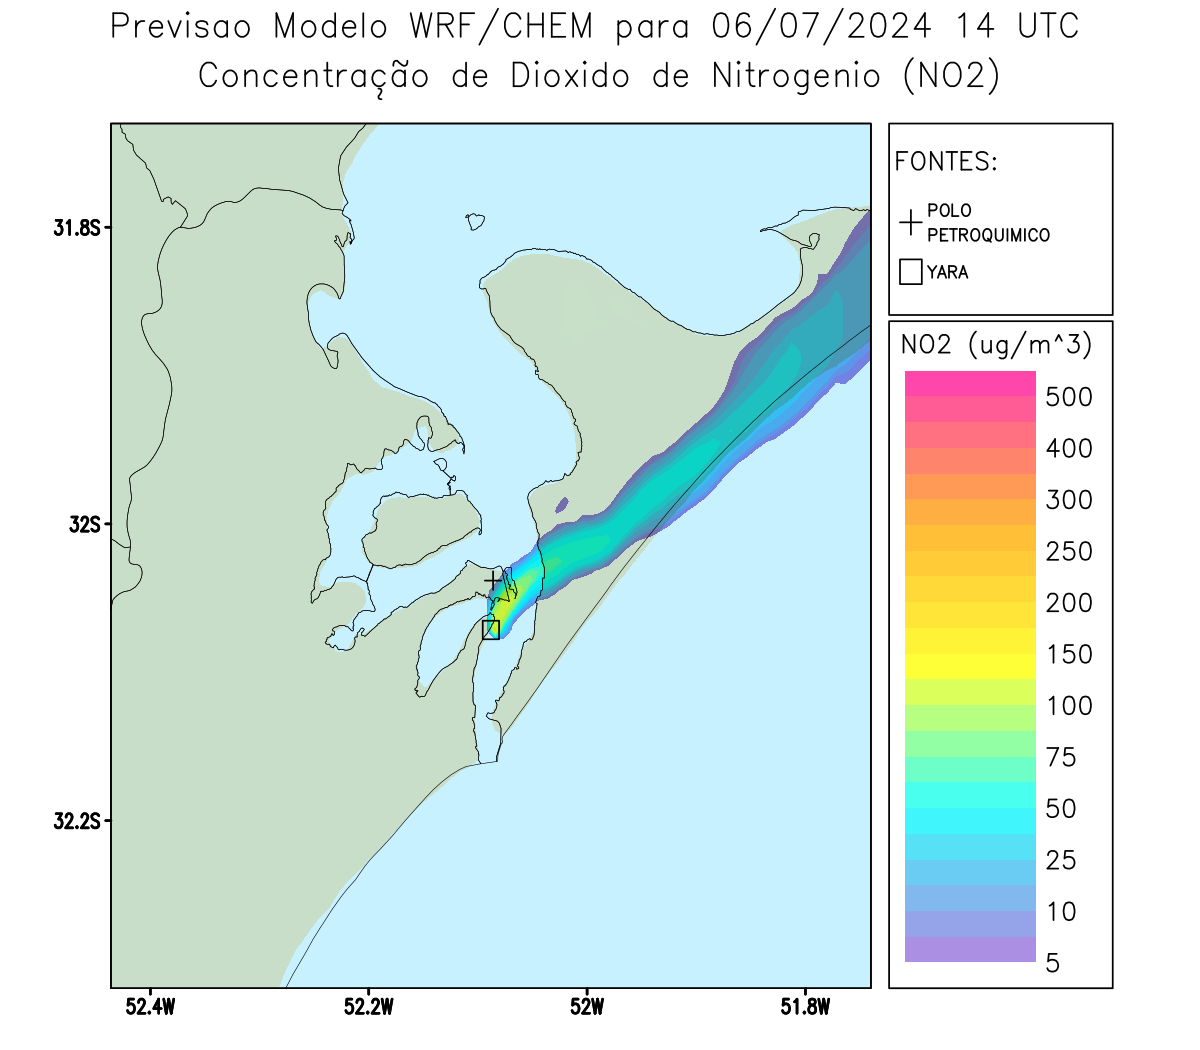 Previsao Modelo WRF/CHEM para 06/07/2024 14 UTC
Concentração de Dioxido de Nitrogenio (NO2)
FONTES:
POLO
PETROQUIMICO
YARA
31.8S
32S
32.2S
52.4W
52.2W
52W
51.8W
NO2 (ug/m^3)
500
400
300
250
200
150
100
75
50
25
10
5